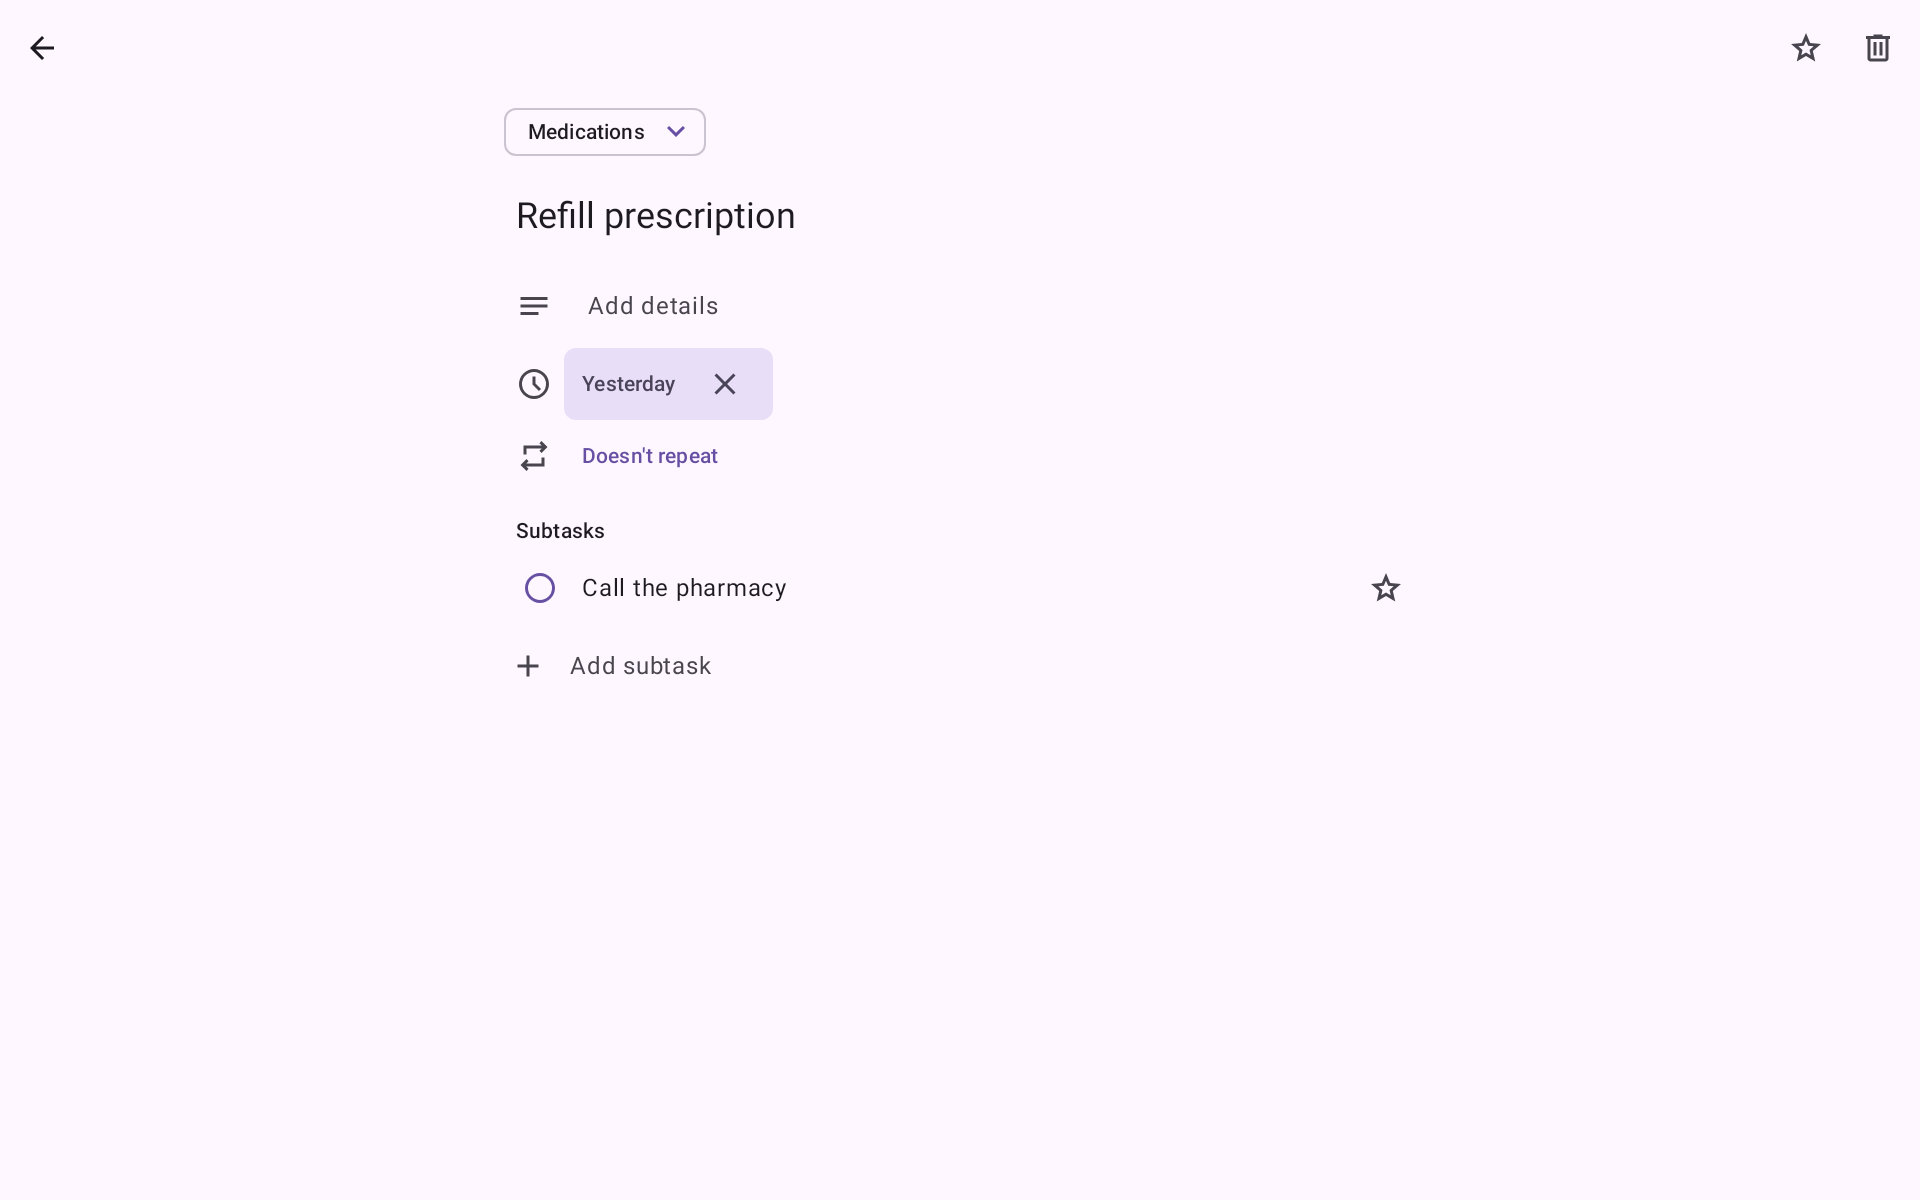 Medications
Refill prescription
Add details
Yesterday
Doesn't repeat
Subtasks
Call the pharmacy
Add subtask